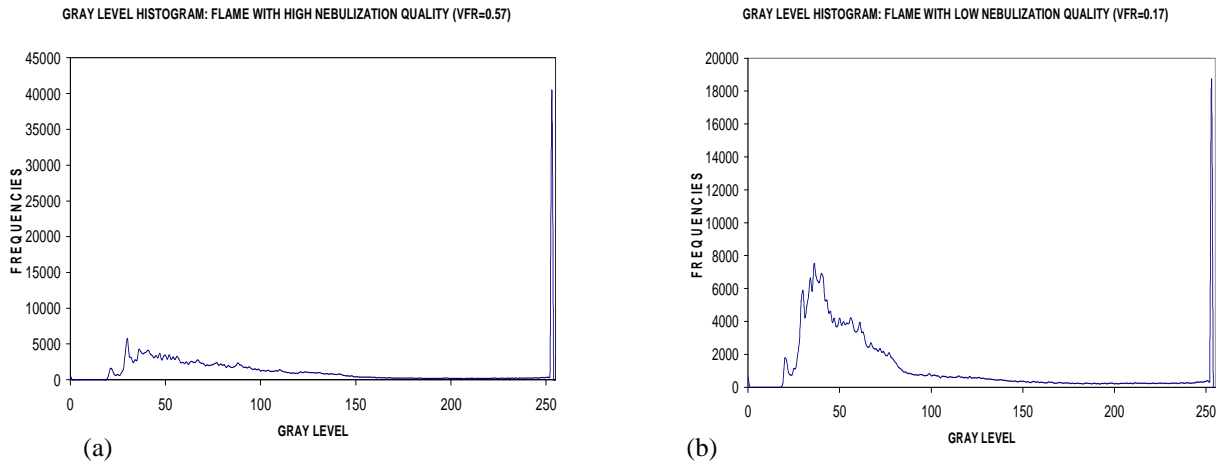 GRAY LEVEL HISTOGRAM: FLAME WITH HIGH NEBULIZATION QUALITY (VFR=0.57)
45000
40000
35000
30000
25000
20000
15000
10000
5000
0
FREQUENCIES
0 50 100 150 200 250
GRAY LEVEL
(a)
GRAY LEVEL HISTOGRAM: FLAME WITH LOW NEBULIZATION QUALITY (VFR=0.17)
20000
18000
16000
14000
12000
10000
8000
6000
4000
2000
0
FREQUENCIES
0 50 100 150 200 250
GRAY LEVEL
(b)